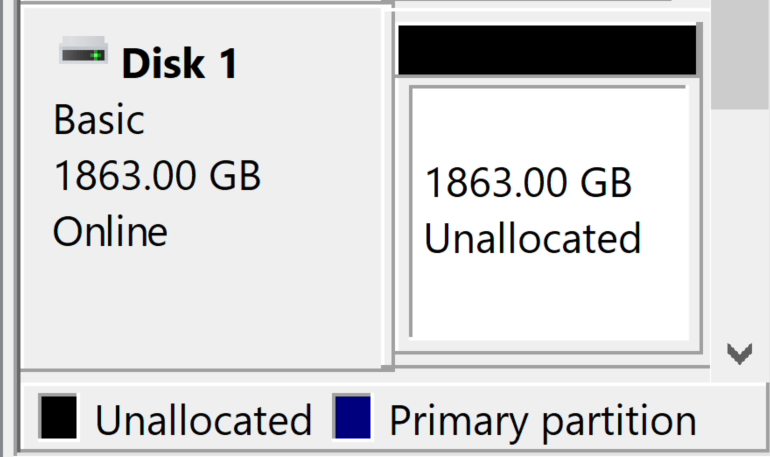 Disk 1
Basic
1863.00 GB
Online
1863.00 GB
Unallocated
Unallocated Primary partition